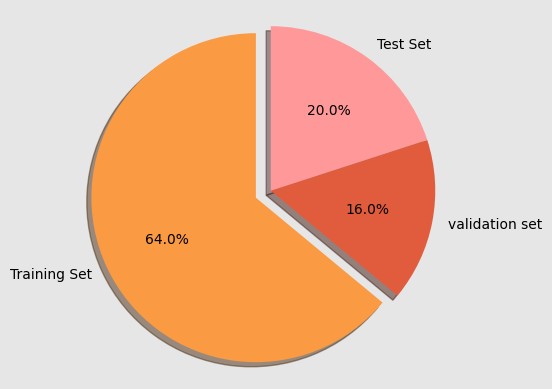 Test Set
20.0%
16.0%
validation set
64.0%
Training Set